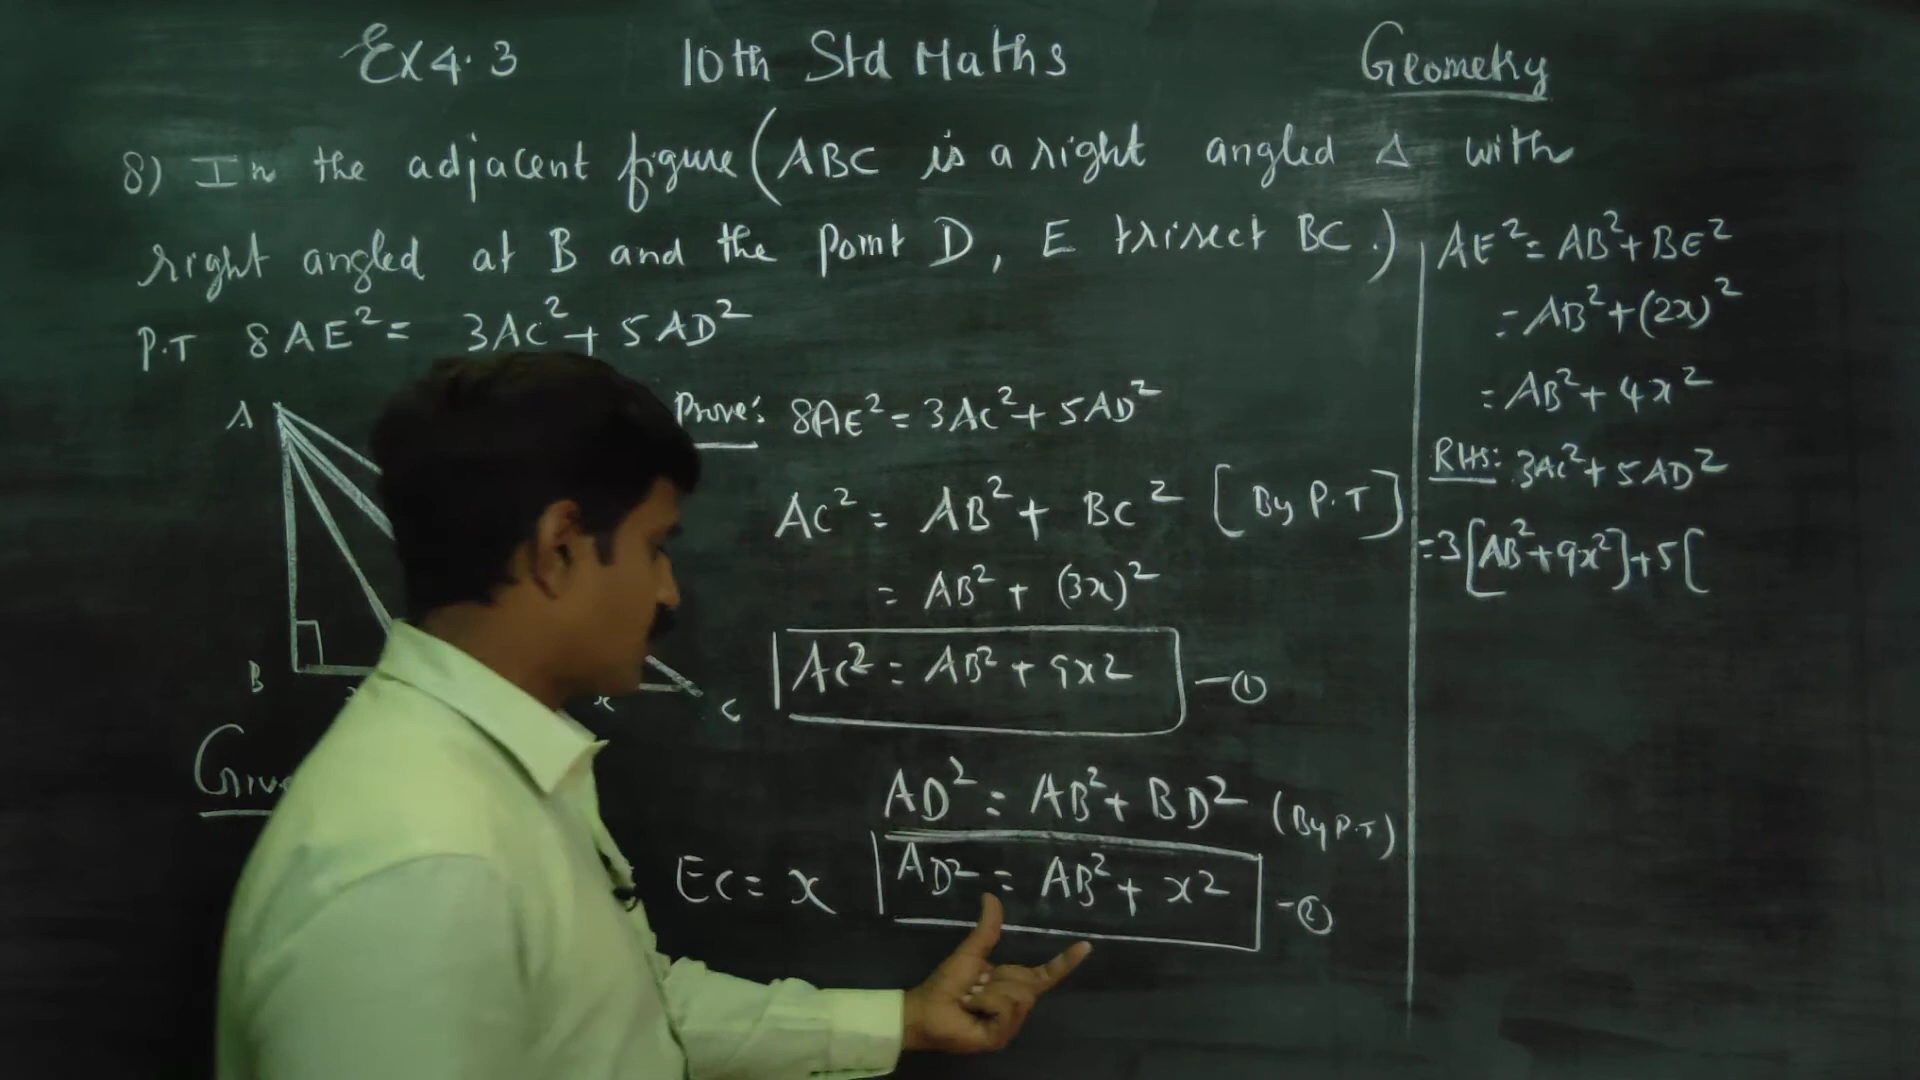 Ex 4.3 10th Std Maths Geometry
8) In the adjacent figure (ABC is a right angled Δ with
right angled at B and the point D, E trisect BC.)
P.T 8AE² = 3AC² + 5AD²
A
B
x
C
Prove: 8AE² = 3AC² + 5AD²
AC² = AB² + BC² [By P.T]
= AB² + (3x)²
AC² = AB² + 9x² - ①
AD² = AB² + BD² (By P.T)
EC = x
AD² = AB² + x² - ②
AE² = AB² + BE²
= AB² + (2x)²
= AB² + 4x²
RHS: 3AC² + 5AD²
= 3[AB² + 9x²] + 5[